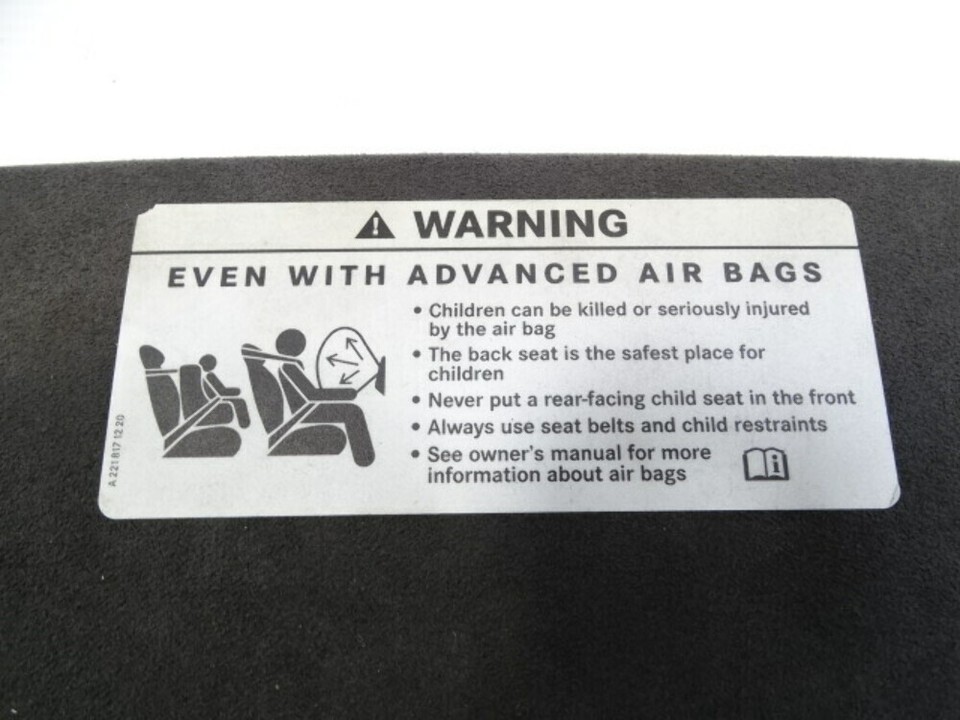 WARNING
EVEN WITH ADVANCED AIR BAGS
• Children can be killed or seriously injured
by the air bag
• The back seat is the safest place for
children
• Never put a rear-facing child seat in the front
• Always use seat belts and child restraints
• See owner's manual for more
information about air bags
A 221 817 12 20